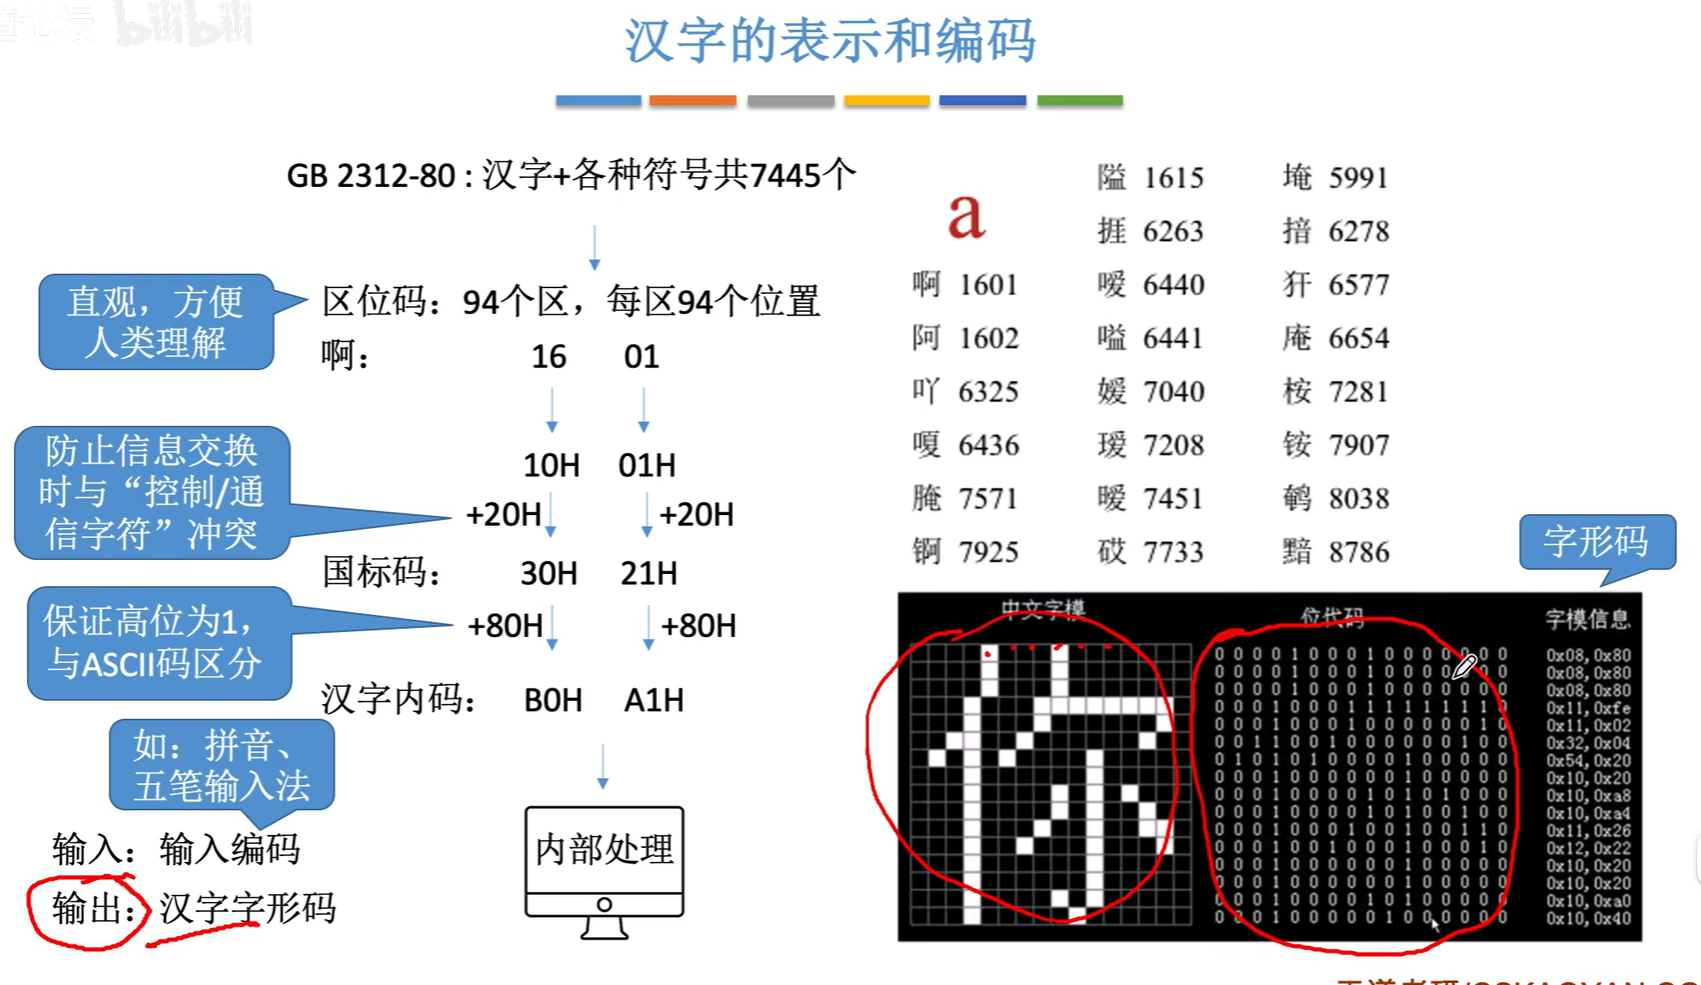 bilibili
汉字的表示和编码
GB 2312-80 : 汉字+各种符号共7445个
直观，方便
人类理解
区位码：94个区，每区94个位置
啊： 16 01
防止信息交换
时与“控制/通
信字符”冲突
10H 01H
+20H +20H
国标码： 30H 21H
保证高位为1，
与ASCII码区分
+80H +80H
汉字内码： B0H A1H
如：拼音、
五笔输入法
内部处理
输入：输入编码
输出：汉字字形码
a
啊 1601
阿 1602
吖 6325
嗄 6436
腌 7571
锕 7925
隘 1615
捱 6263
嗳 6440
嗌 6441
嫒 7040
瑷 7208
暧 7451
砹 7733
埯 5991
揞 6278
犴 6577
庵 6654
桉 7281
铵 7907
鹌 8038
黯 8786
字形码
中文字模 位代码 字模信息
0 0 0 0 1 0 0 0 1 0 0 0 0 0 0 0 0x08,0x80
0 0 0 0 1 0 0 0 1 0 0 0 0 0 0 0 0x08,0x80
0 0 0 0 1 0 0 0 1 0 0 0 0 0 0 0 0x08,0x80
0 0 0 1 0 0 0 1 1 1 1 1 1 1 1 0 0x11,0xfe
0 0 0 1 0 0 0 1 0 0 0 0 0 0 1 0 0x11,0x02
0 0 1 1 0 0 1 0 0 0 0 0 0 1 0 0 0x32,0x04
0 1 0 1 0 1 0 0 0 0 1 0 0 0 0 0 0x54,0x20
0 0 0 1 0 0 0 0 0 0 1 0 0 0 0 0 0x10,0x20
0 0 0 1 0 0 0 0 1 0 1 0 1 0 0 0 0x10,0xa8
0 0 0 1 0 0 0 0 1 0 1 0 0 1 0 0 0x10,0xa4
0 0 0 1 0 0 0 1 0 0 1 0 0 1 1 0 0x11,0x26
0 0 0 1 0 0 1 0 0 0 1 0 0 0 1 0 0x12,0x22
0 0 0 1 0 0 0 0 0 0 1 0 0 0 0 0 0x10,0x20
0 0 0 1 0 0 0 0 0 0 1 0 0 0 0 0 0x10,0x20
0 0 0 1 0 0 0 0 1 0 1 0 0 0 0 0 0x10,0xa0
0 0 0 1 0 0 0 0 0 1 0 0 0 0 0 0 0x10,0x40